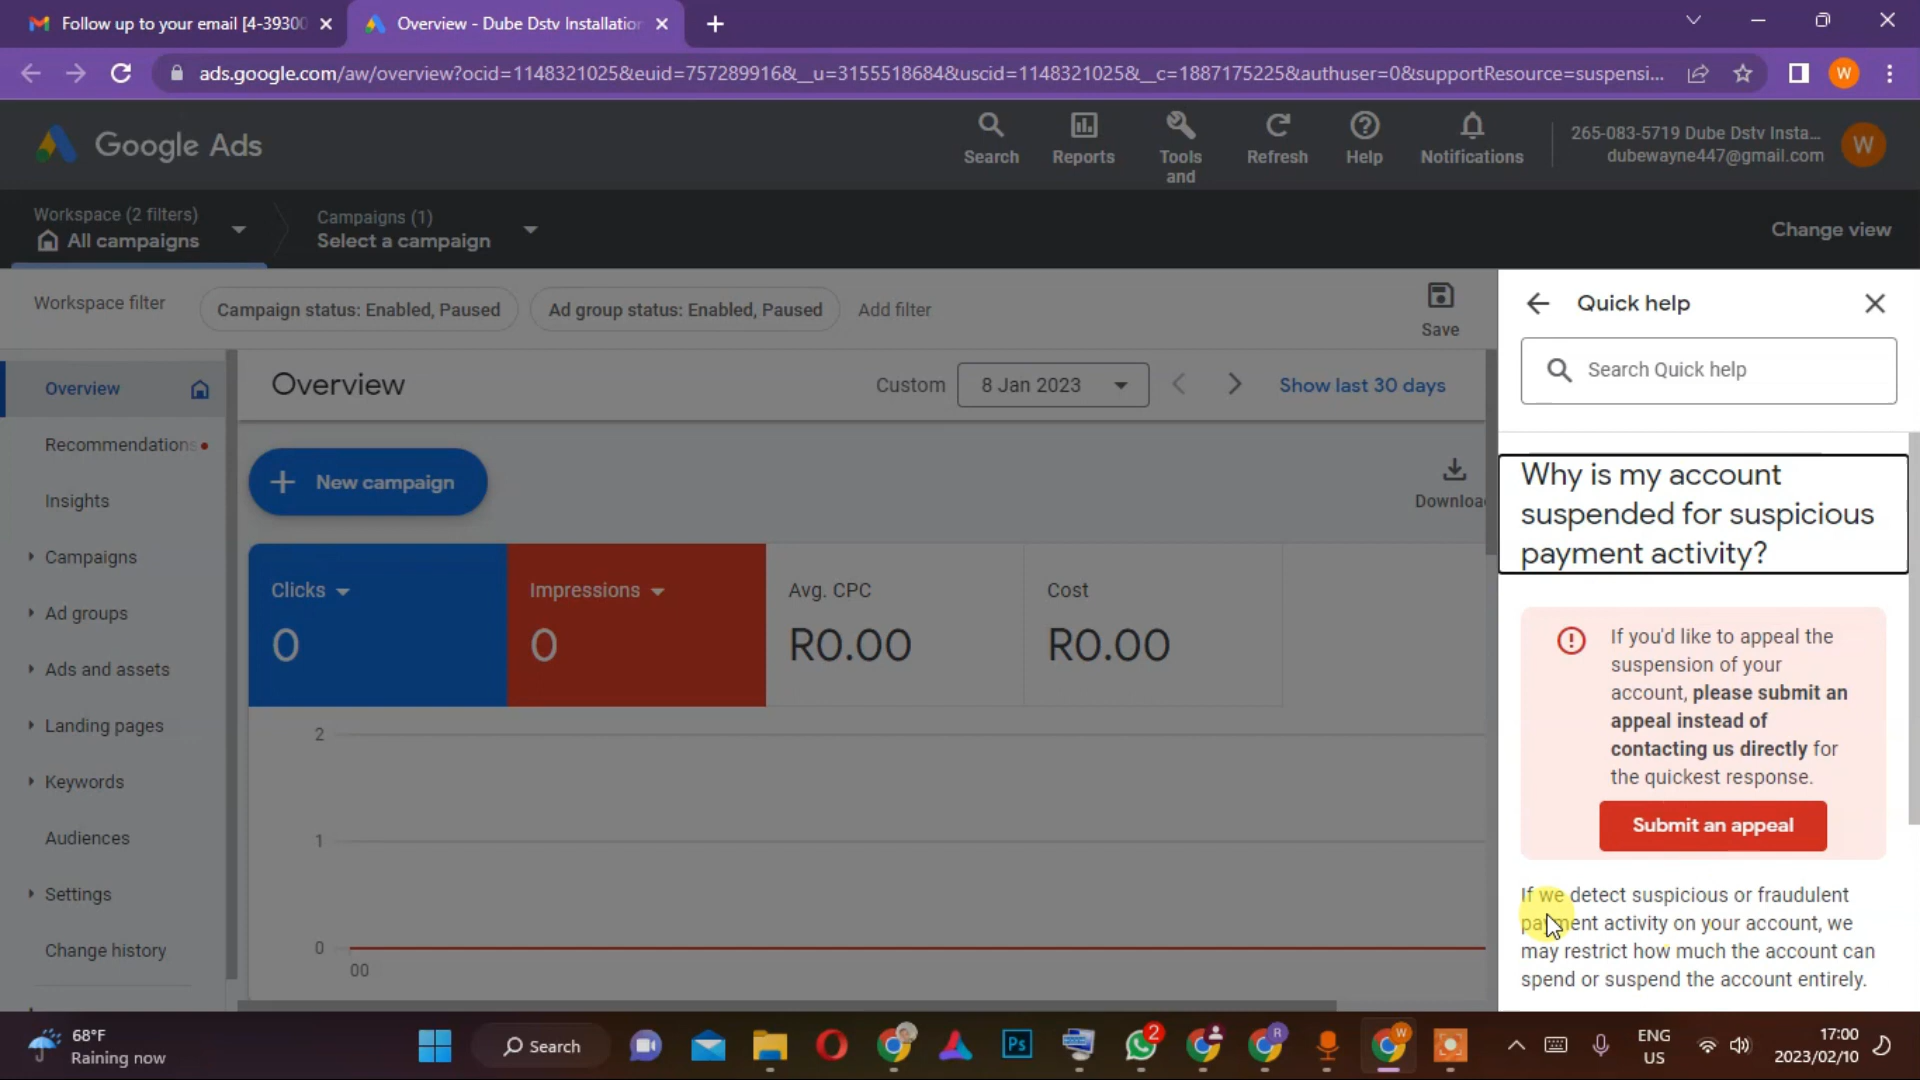 Follow up to your email [4-39300
Overview - Dube Dstv Installation
ads.google.com/aw/overview?ocid=1148321025&euid=757289916&__u=3155518684&uscid=1148321025&__c=1887175225&authuser=0&supportResource=suspensi...
W
Google Ads
Search
Reports
Tools
and
Refresh
Help
Notifications
265-083-5719 Dube Dstv Insta...
dubewayne447@gmail.com
W
Workspace (2 filters)
All campaigns
Campaigns (1)
Select a campaign
Change view
Workspace filter
Campaign status: Enabled, Paused
Ad group status: Enabled, Paused
Add filter
Save
Overview
Recommendations
Insights
Campaigns
Ad groups
Ads and assets
Landing pages
Keywords
Audiences
Settings
Change history
Overview
Custom
8 Jan 2023
Show last 30 days
New campaign
Downloa
Clicks
0
Impressions
0
Avg. CPC
R0.00
Cost
R0.00
2
1
0
00
Quick help
Search Quick help
Why is my account
suspended for suspicious
payment activity?
If you'd like to appeal the
suspension of your
account, please submit an
appeal instead of
contacting us directly for
the quickest response.
Submit an appeal
If we detect suspicious or fraudulent
payment activity on your account, we
may restrict how much the account can
spend or suspend the account entirely.
68°F
Raining now
Search
Ps
2
R
W
ENG
US
17:00
2023/02/10